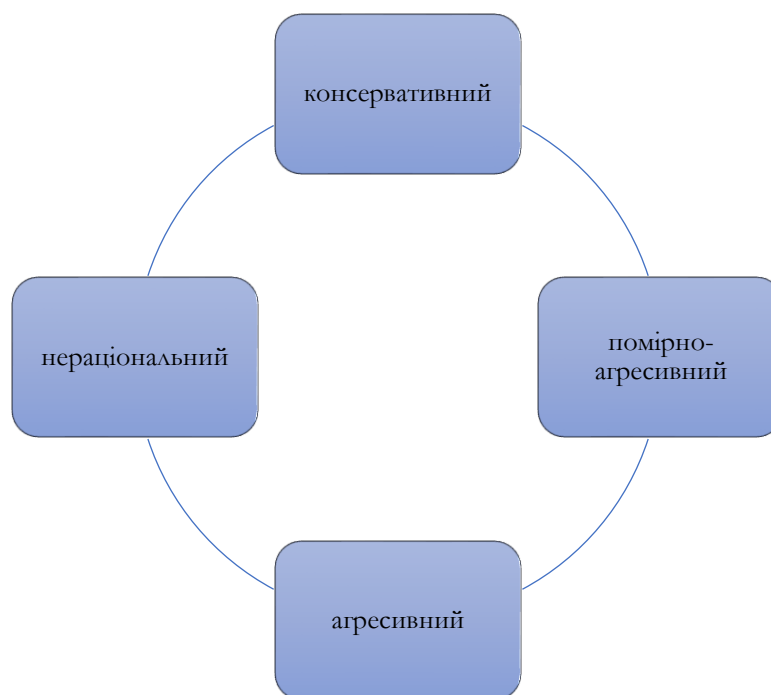 консервативний
нераціональний
помірно-
агресивний
агресивний